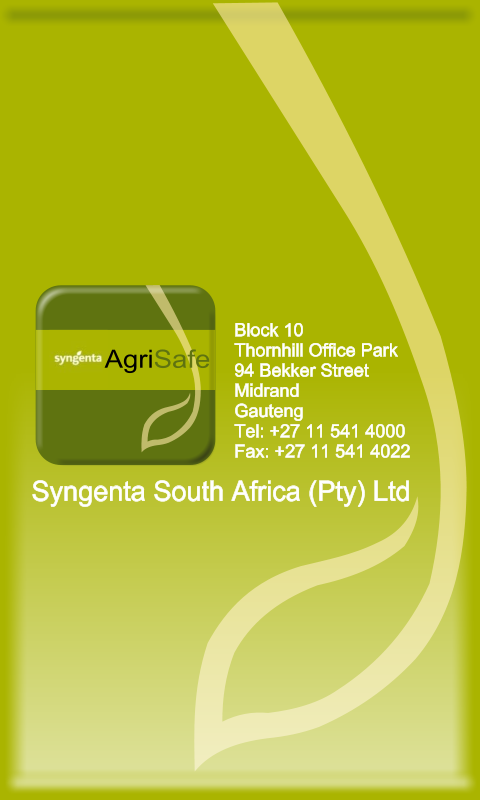 syngenta AgriSafe
Block 10
Thornhill Office Park
94 Bekker Street
Midrand
Gauteng
Tel: +27 11 541 4000
Fax: +27 11 541 4022
Syngenta South Africa (Pty) Ltd